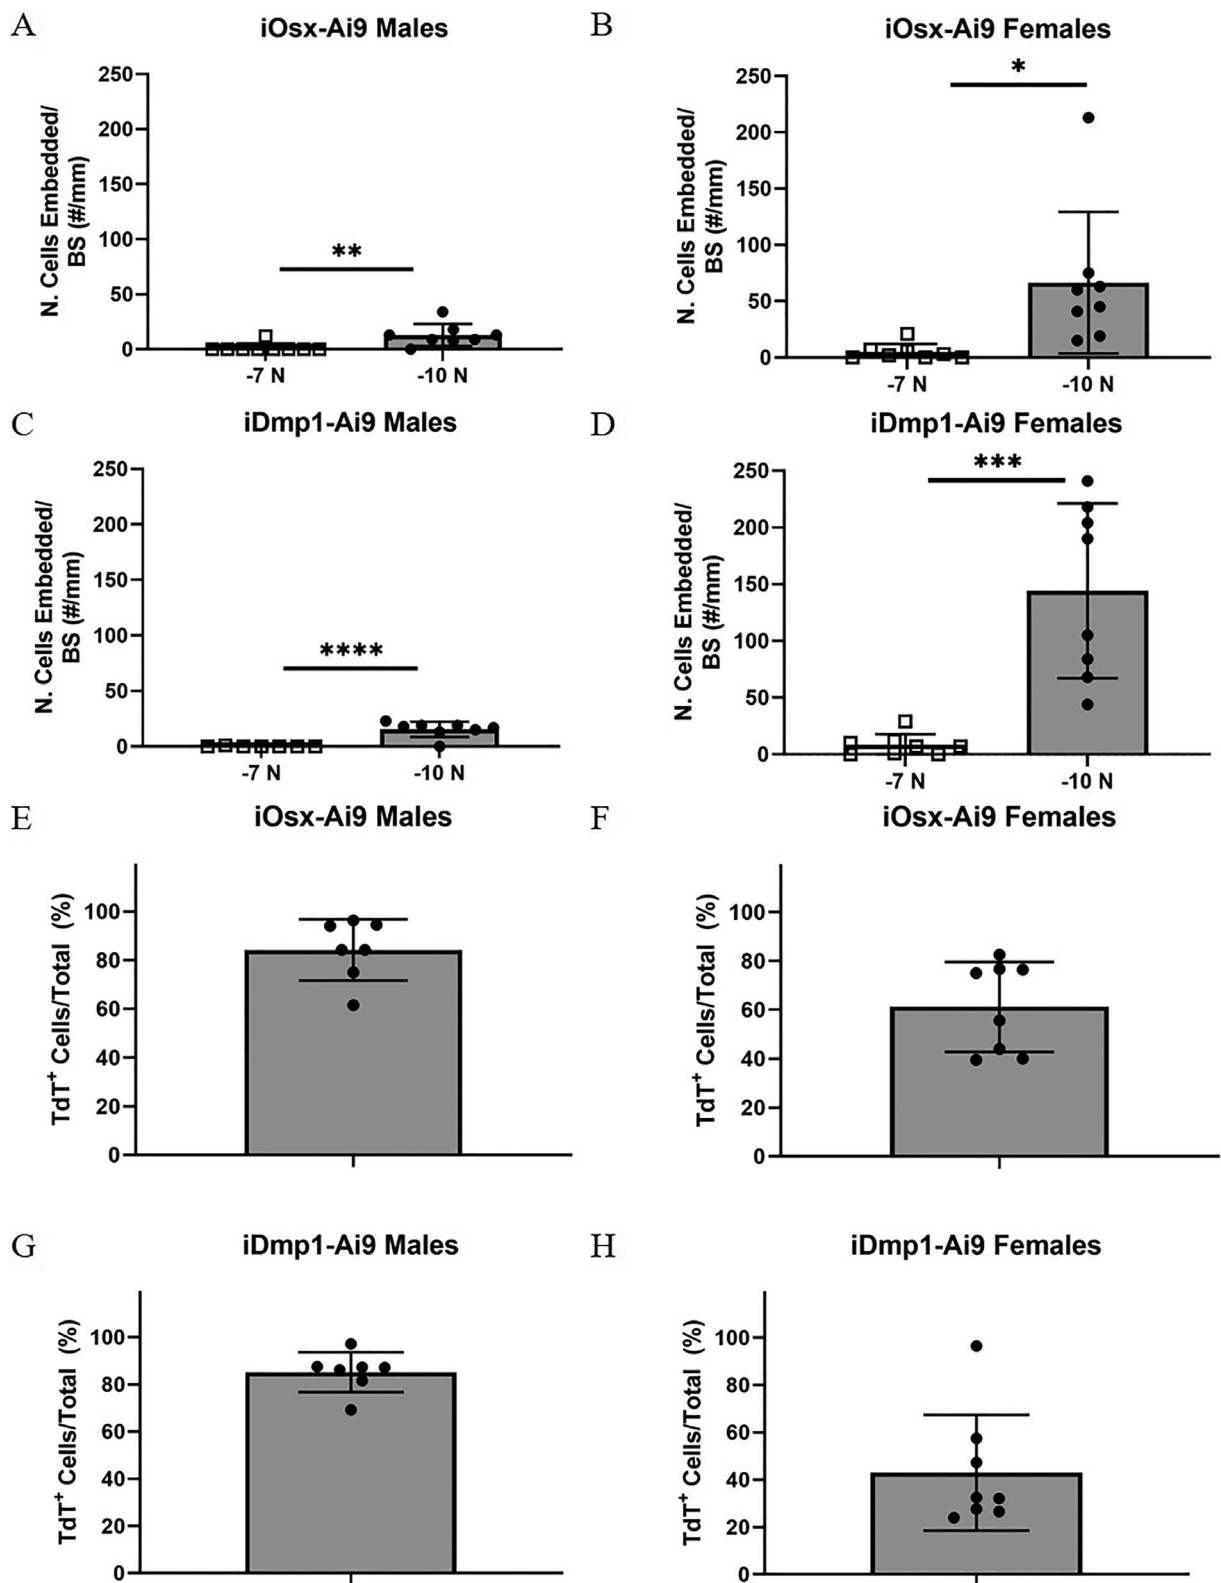 A
iOsx-Ai9 Males
N. Cells Embedded/
BS (#/mm)
250
200
150
100
50
0
**
-7 N
-10 N
B
iOsx-Ai9 Females
N. Cells Embedded/
BS (#/mm)
250
200
150
100
50
0
*
-7 N
-10 N
C
iDmp1-Ai9 Males
N. Cells Embedded/
BS (#/mm)
250
200
150
100
50
0
****
-7 N
-10 N
D
iDmp1-Ai9 Females
N. Cells Embedded/
BS (#/mm)
250
200
150
100
50
0
***
-7 N
-10 N
E
iOsx-Ai9 Males
TdT⁺ Cells/Total (%)
100
80
60
40
20
0
F
iOsx-Ai9 Females
TdT⁺ Cells/Total (%)
100
80
60
40
20
0
G
iDmp1-Ai9 Males
TdT⁺ Cells/Total (%)
100
80
60
40
20
0
H
iDmp1-Ai9 Females
TdT⁺ Cells/Total (%)
100
80
60
40
20
0